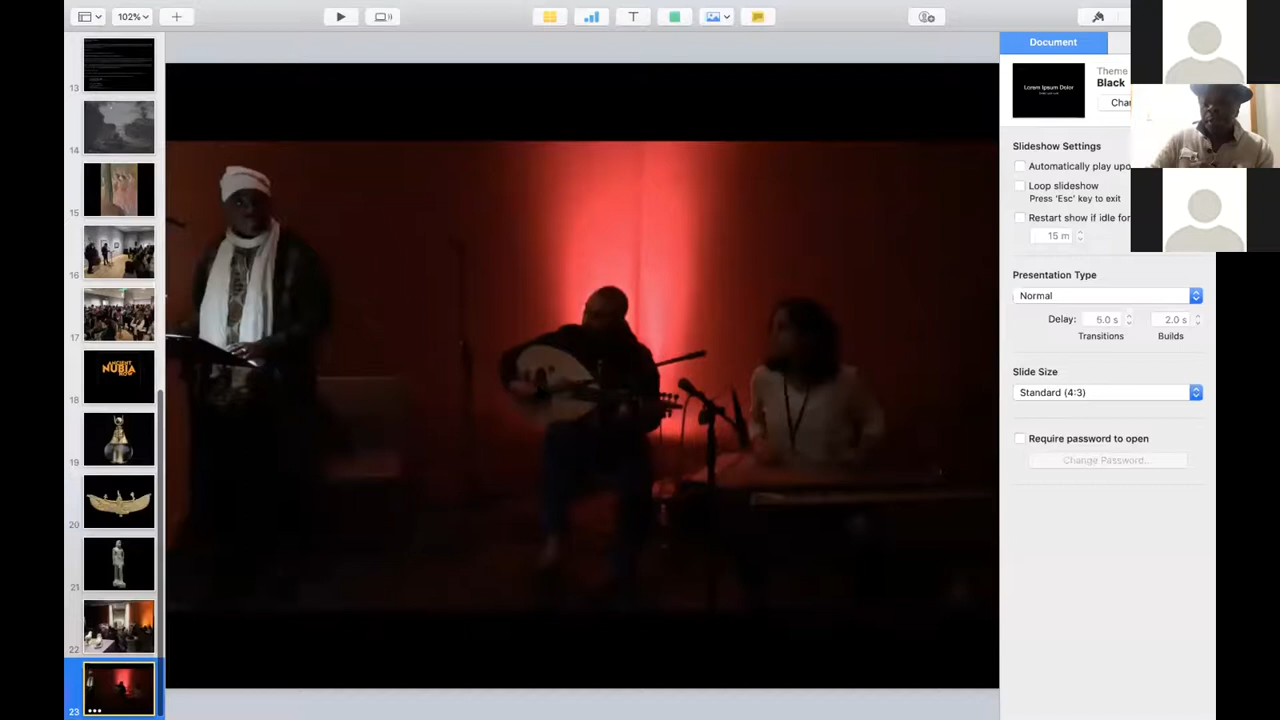 102%
Document
Theme
Black
Lorem Ipsum Dolor
Slideshow Settings
Automatically play upo
Loop slideshow
Press 'Esc' key to exit
Restart show if idle for
15 m
Presentation Type
Normal
Delay:
5.0 s
2.0 s
Transitions
Builds
Slide Size
Standard (4:3)
Require password to open
Change Password...
13
14
15
16
17
18
ANCIENT
NUBIA
NOW
19
20
21
22
23